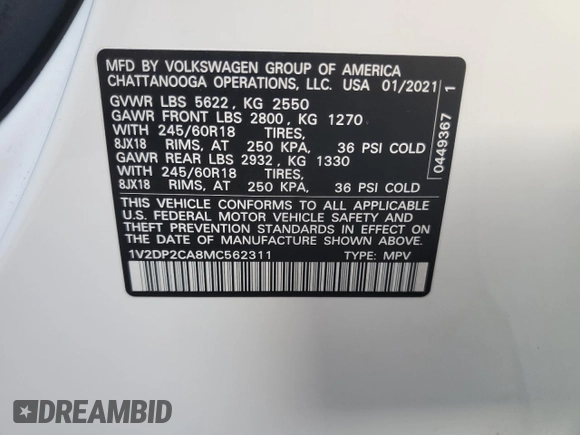 MFD BY VOLKSWAGEN GROUP OF AMERICA
CHATTANOOGA OPERATIONS, LLC. USA 01/2021
GVWR LBS 5622, KG 2550
GAWR FRONT LBS 2800, KG 1270
WITH 245/60R18 TIRES,
8JX18 RIMS, AT 250 KPA, 36 PSI COLD
GAWR REAR LBS 2932, KG 1330
WITH 245/60R18 TIRES,
8JX18 RIMS, AT 250 KPA, 36 PSI COLD
THIS VEHICLE CONFORMS TO ALL APPLICABLE
U.S. FEDERAL MOTOR VEHICLE SAFETY AND
THEFT PREVENTION STANDARDS IN EFFECT ON
THE DATE OF MANUFACTURE SHOWN ABOVE.
1V2DP2CA8MC562311 TYPE: MPV
0449367 1
DREAMBID